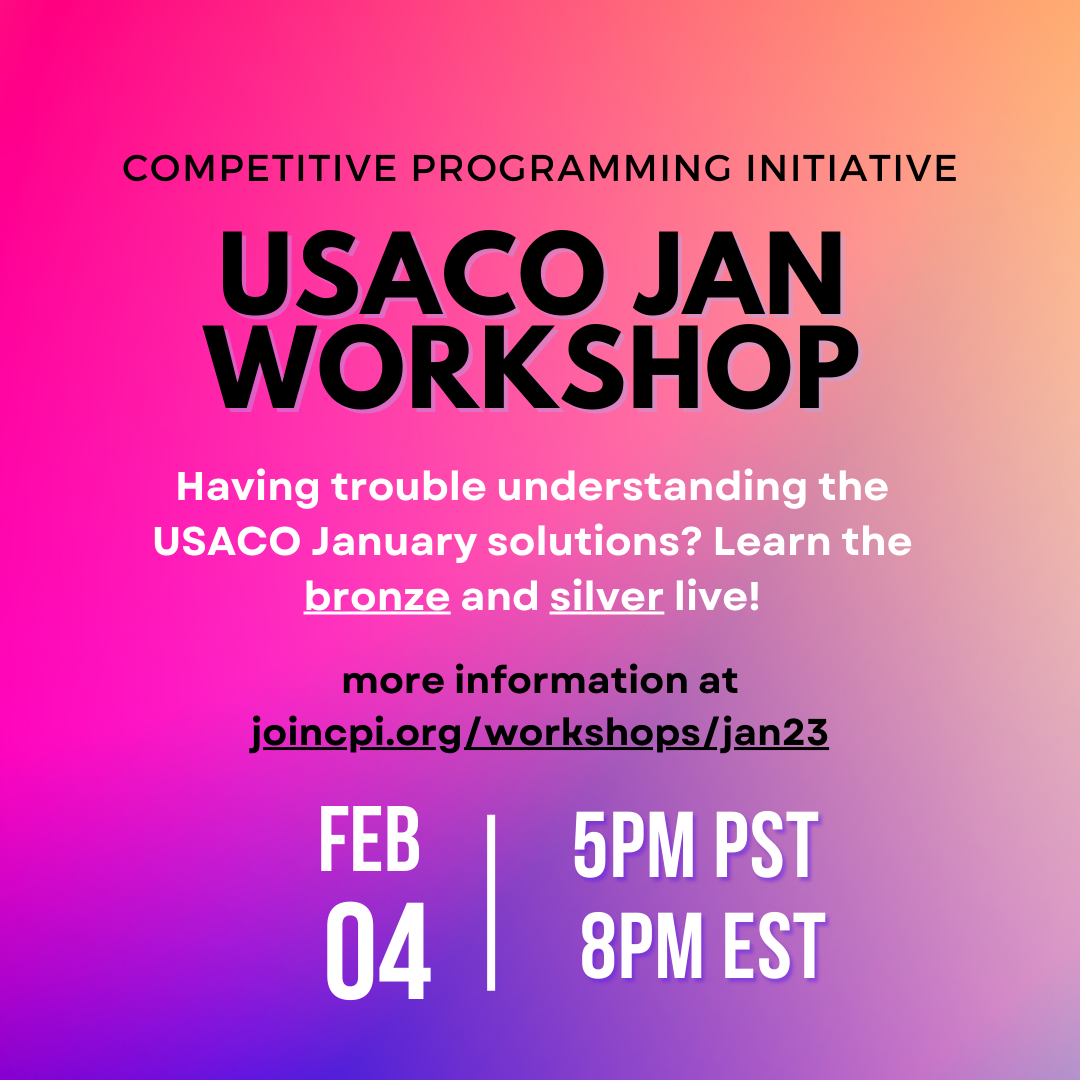 COMPETITIVE PROGRAMMING INITIATIVE
USACO JAN
WORKSHOP
Having trouble understanding the
USACO January solutions? Learn the
bronze and silver live!
more information at
joincpi.org/workshops/jan23
FEB
04
5PM PST
8PM EST